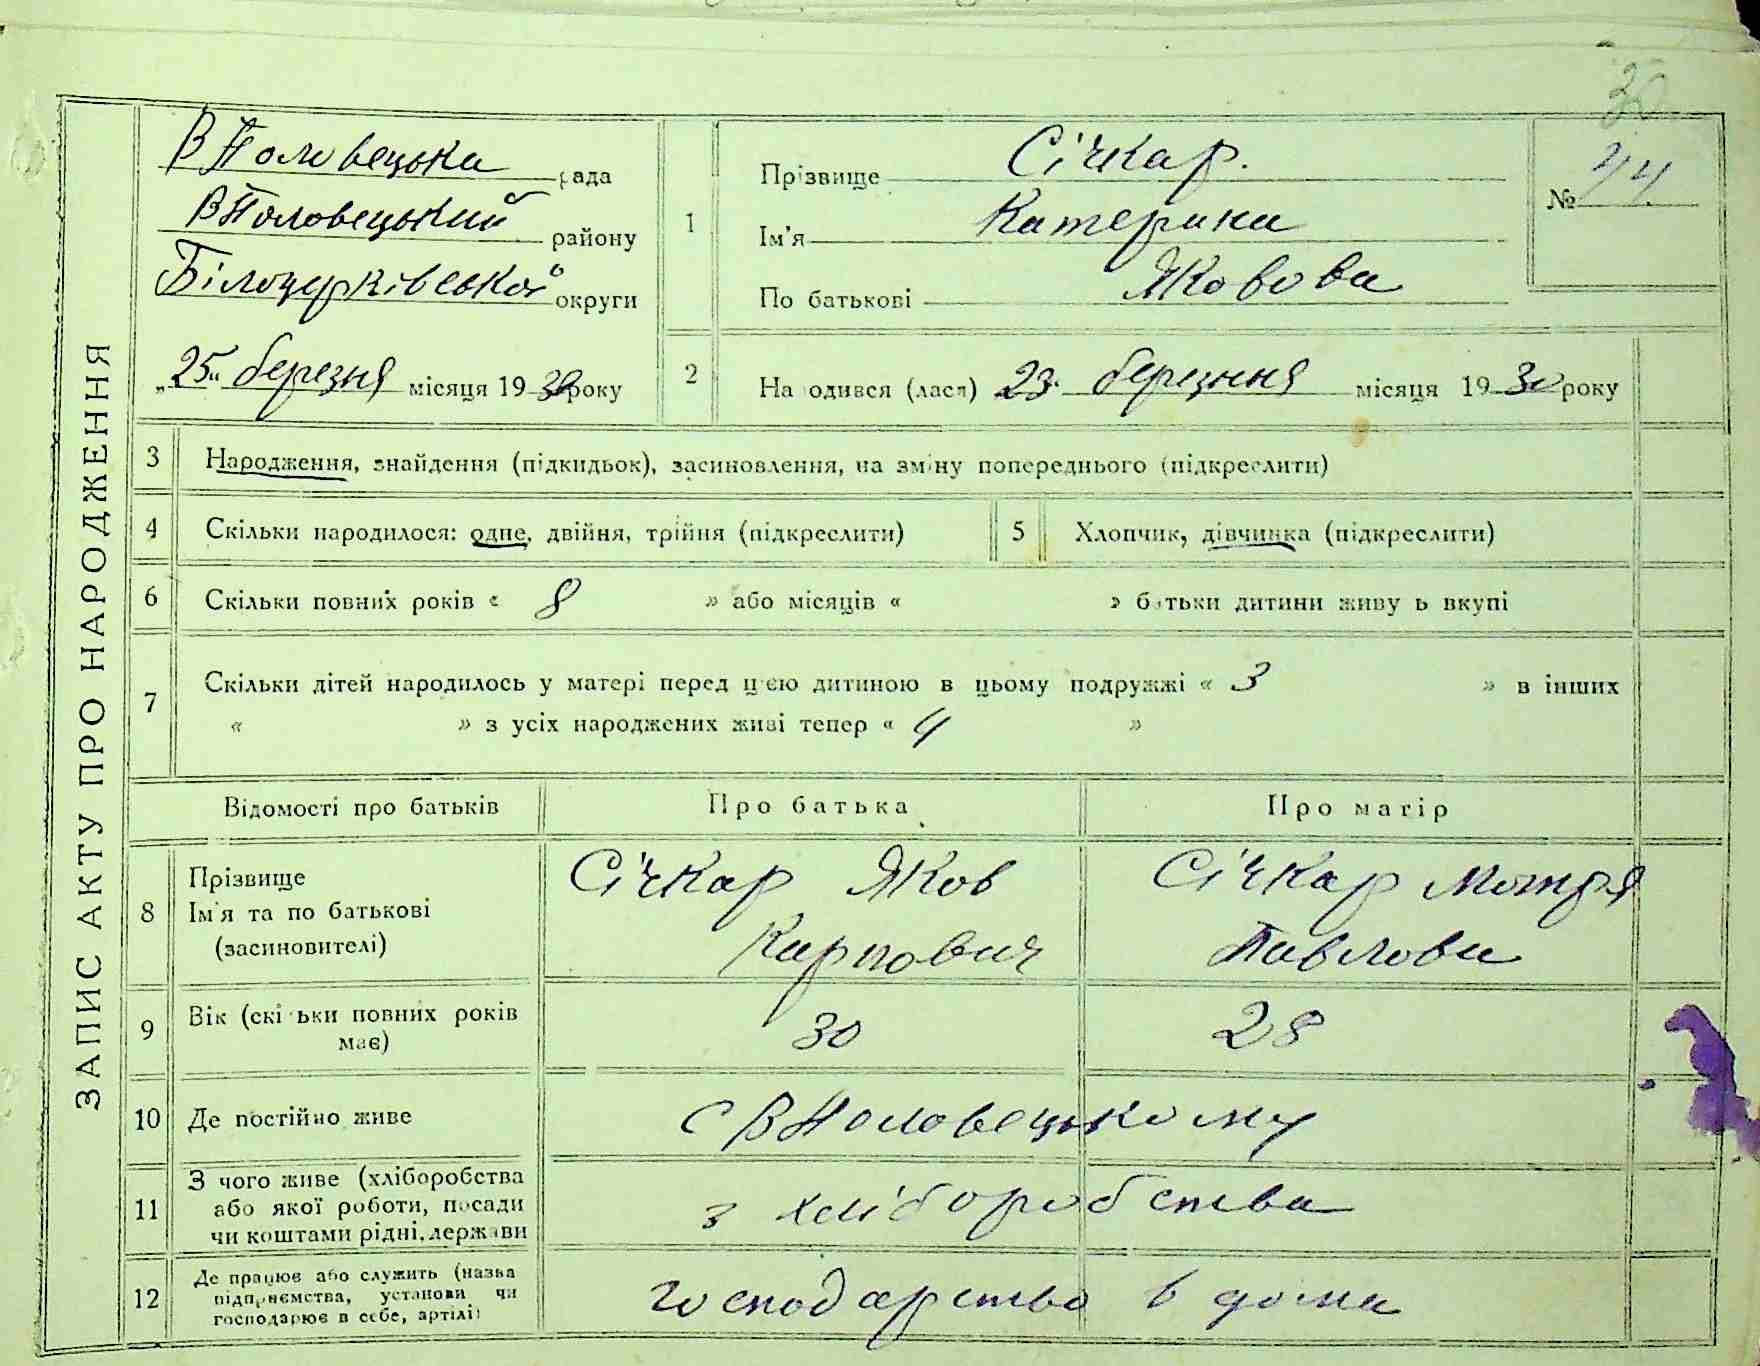 30
ЗАПИС АКТУ ПРО НАРОДЖЕННЯ
В Половецька рада
В Половецький району
Білоцерківської округи
„25" березня місяця 1930 року
1
Прізвище Січкар.
Ім'я Катерина
По батькові Яковова
№ 44
2
На одився (лася) 23. березння місяця 1930 року
3 Народження, знайдення (підкидьок), засиновлення, на зміну попереднього (підкреслити)
4 Скільки народилося: одне, двійня, трійня (підкреслити)
5 Хлопчик, дівчинка (підкреслити)
6 Скільки повних років « 8 » або місяців « » батьки дитини живуть вкупі
7 Скільки дітей народилось у матері перед цією дитиною в цьому подружжі « 3 » в інших
« » з усіх народжених живі тепер « 4 »
Відомості про батьків Про батька Про матір
8 Прізвище
Ім'я та по батькові
(засиновителі)
Січкар Яков
Карпович
Січкар Мотря
Павлова
9 Вік (скільки повних років
має)
30 28
10 Де постійно живе с В Половецькому
11 З чого живе (хліборобства
або якої роботи, посади
чи коштами рідні, держави
з хліборобства
12 Де працює або служить (назва
підприємства, установи чи
господарює в себе, артілі)
господарство в дома